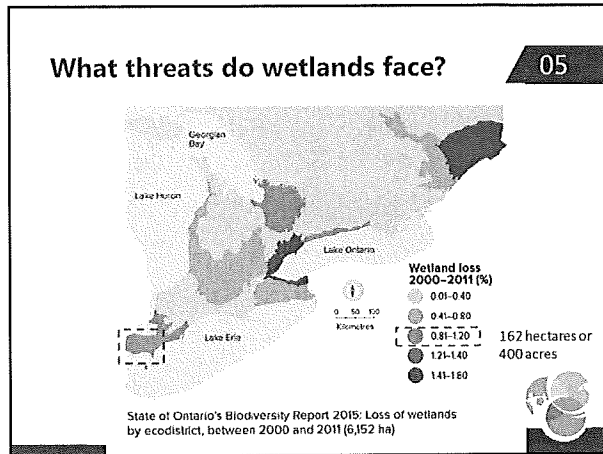 What threats do wetlands face?
05
Georgian
Bay
Lake Huron
Lake Ontario
Lake Erie
0 50 100
Kilometres
Wetland loss
2000–2011 (%)
0.01–0.40
0.41–0.80
0.81–1.20
1.21–1.40
1.41–1.60
162 hectares or
400 acres
State of Ontario's Biodiversity Report 2015: Loss of wetlands
by ecodistrict, between 2000 and 2011 (6,152 ha)